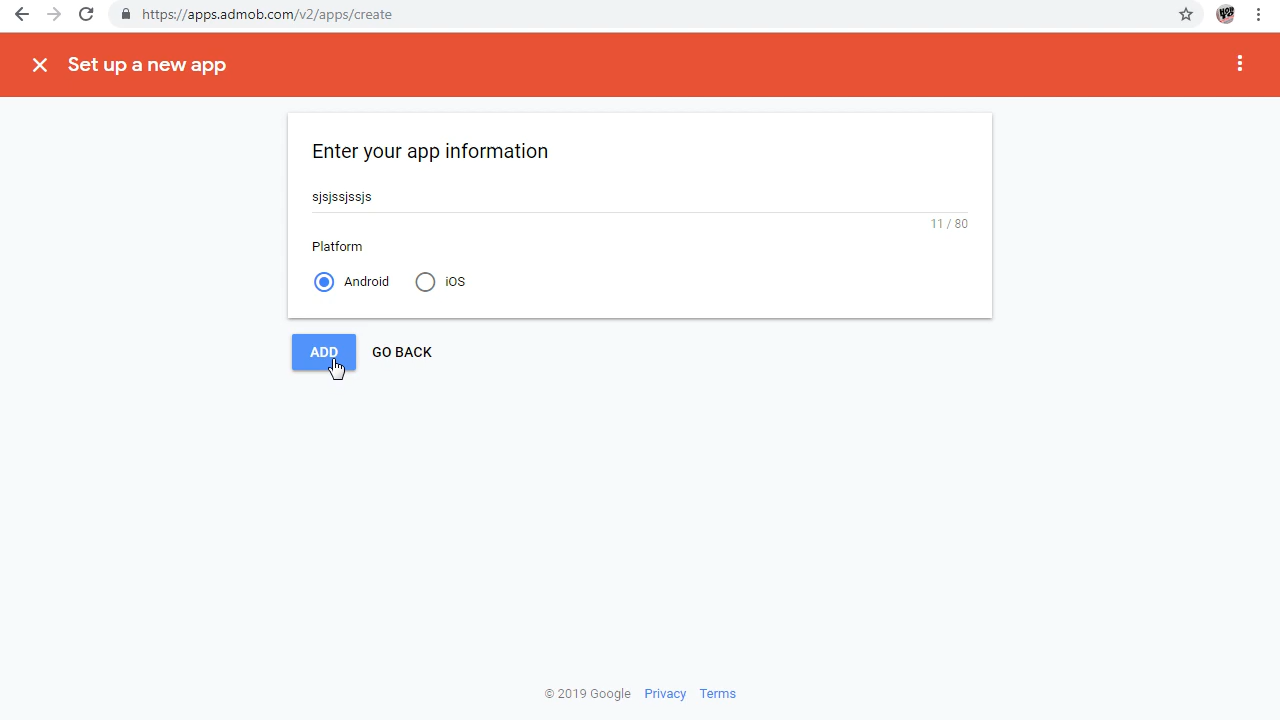 https://apps.admob.com/v2/apps/create
Set up a new app
Enter your app information
sjsjssjssjs
11 / 80
Platform
Android iOS
ADD GO BACK
© 2019 Google Privacy Terms